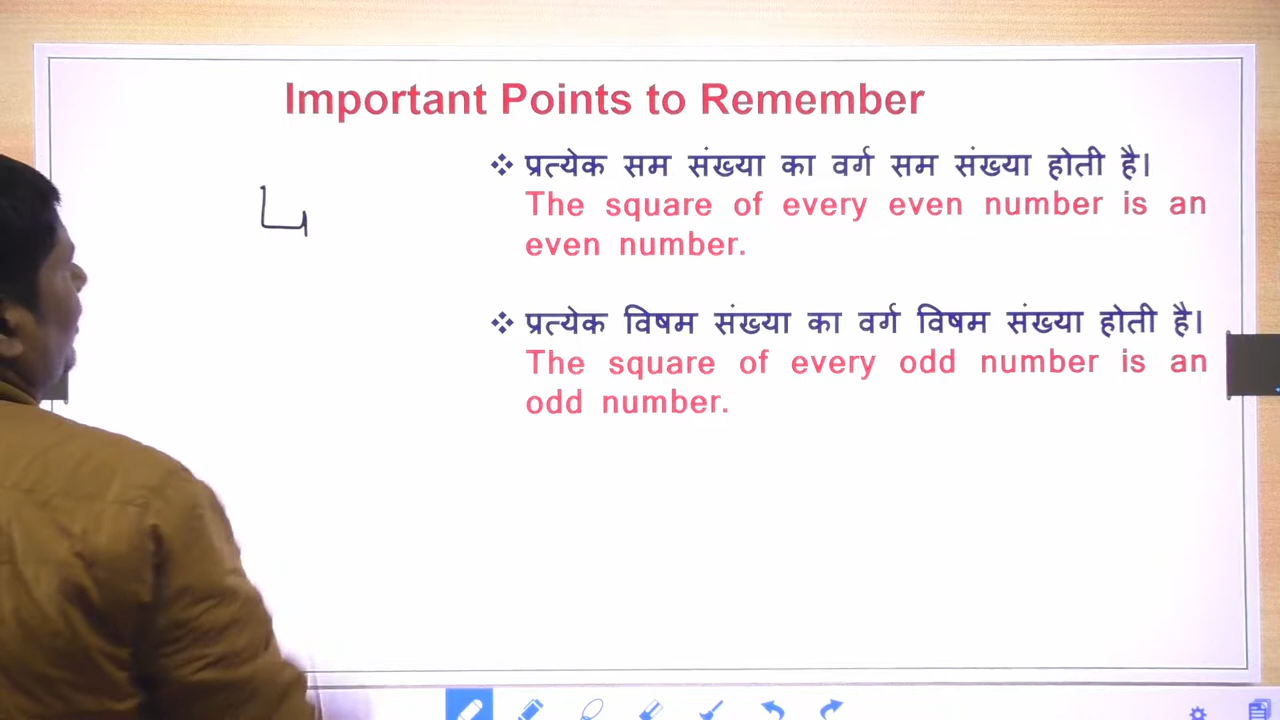 Important Points to Remember
❖ प्रत्येक सम संख्या का वर्ग सम संख्या होती है।
The square of every even number is an
even number.
4
❖ प्रत्येक विषम संख्या का वर्ग विषम संख्या होती है।
The square of every odd number is an
odd number.